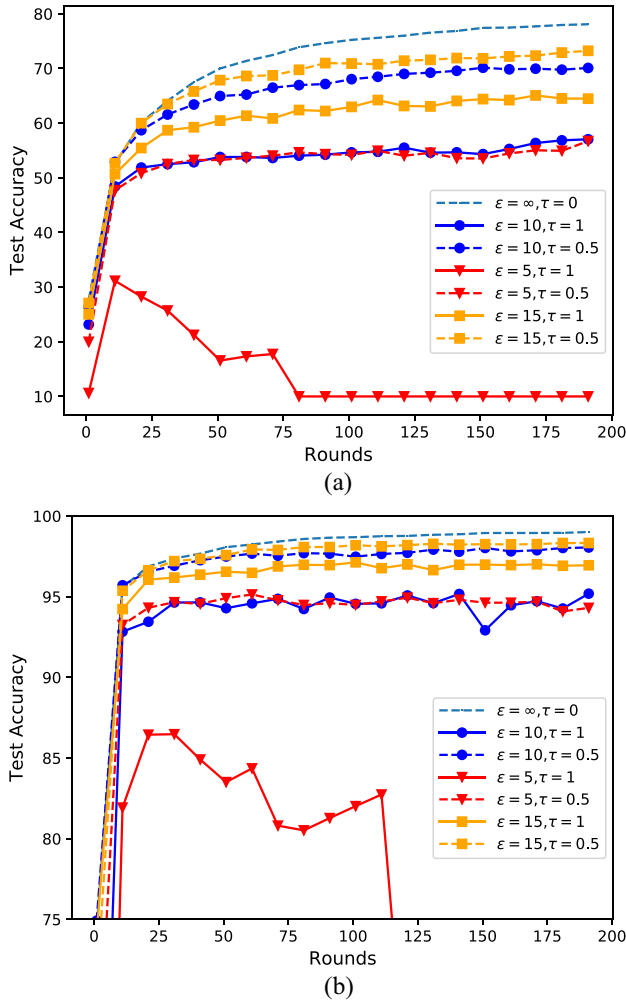 80
70
60
50
40
30
20
10
Test Accuracy
ε = ∞,τ = 0
ε = 10,τ = 1
ε = 10,τ = 0.5
ε = 5,τ = 1
ε = 5,τ = 0.5
ε = 15,τ = 1
ε = 15,τ = 0.5
0 25 50 75 100 125 150 175 200
Rounds
(a)
100
95
90
85
80
75
Test Accuracy
ε = ∞,τ = 0
ε = 10,τ = 1
ε = 10,τ = 0.5
ε = 5,τ = 1
ε = 5,τ = 0.5
ε = 15,τ = 1
ε = 15,τ = 0.5
0 25 50 75 100 125 150 175 200
Rounds
(b)